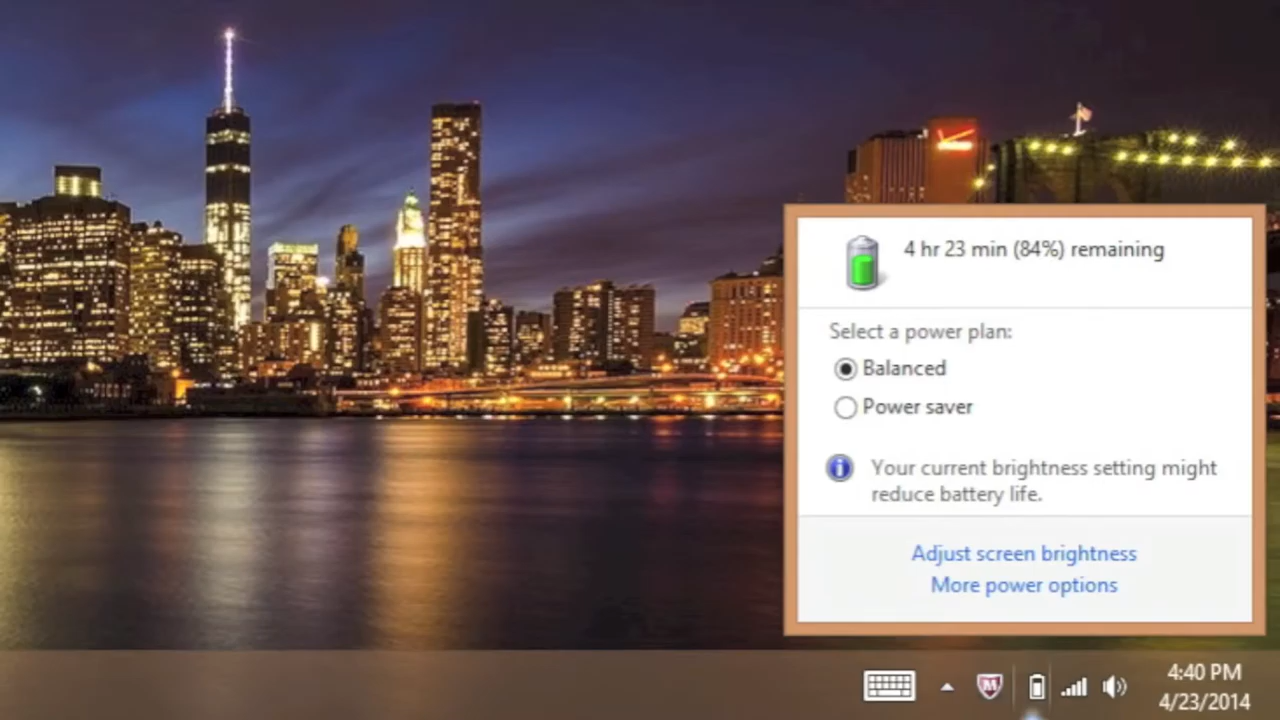 4 hr 23 min (84%) remaining
Select a power plan:
Balanced
Power saver
Your current brightness setting might
reduce battery life.
Adjust screen brightness
More power options
4:40 PM
4/23/2014